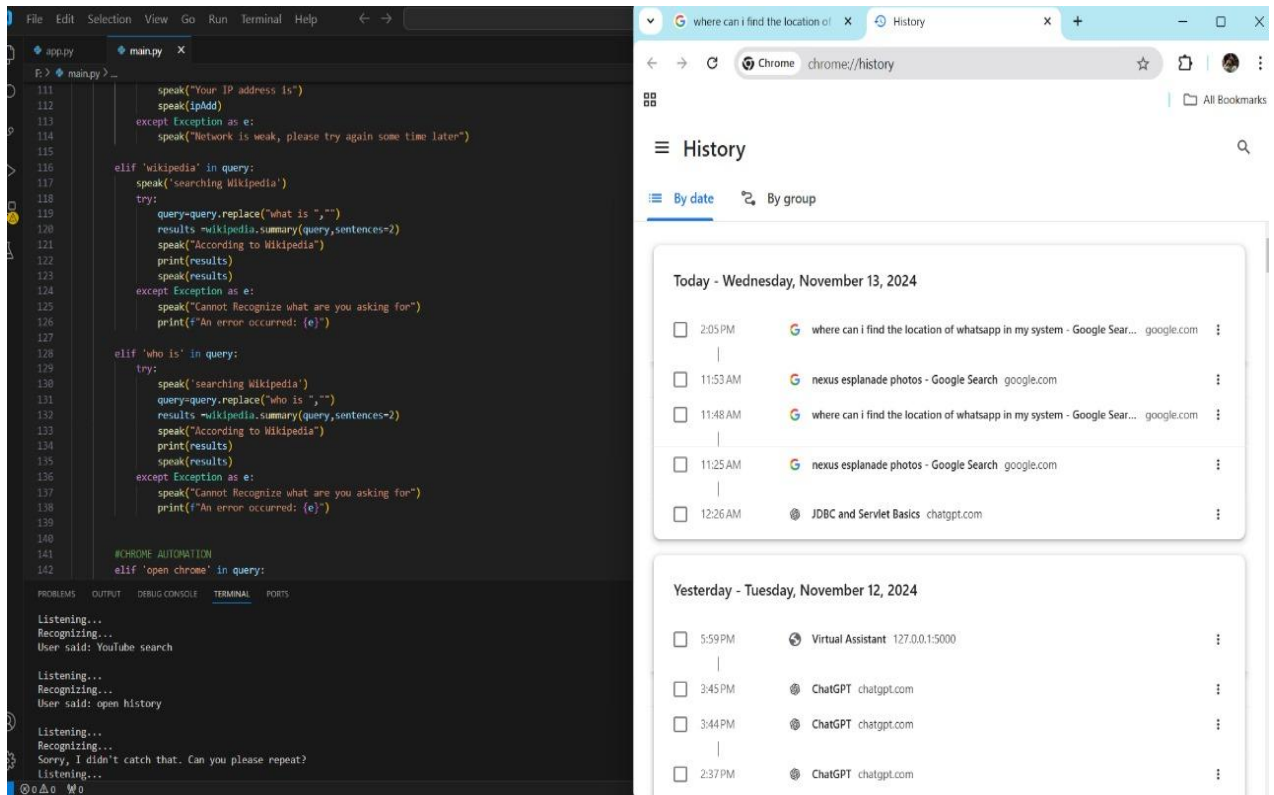 File Edit Selection View Go Run Terminal Help
app.py main.py
F: > main.py > ...
111 speak("Your IP address is")
112 speak(ipAdd)
113 except Exception as e:
114 speak("Network is weak, please try again some time later")
115
116 elif 'wikipedia' in query:
117 speak('searching Wikipedia')
118 try:
119 query=query.replace("what is ","")
120 results =wikipedia.summary(query,sentences=2)
121 speak("According to Wikipedia")
122 print(results)
123 speak(results)
124 except Exception as e:
125 speak("Cannot Recognize what are you asking for")
126 print(f"An error occurred: {e}")
127
128 elif 'who is' in query:
129 try:
130 speak('searching Wikipedia')
131 query=query.replace("who is ","")
132 results =wikipedia.summary(query,sentences=2)
133 speak("According to Wikipedia")
134 print(results)
135 speak(results)
136 except Exception as e:
137 speak("Cannot Recognize what are you asking for")
138 print(f"An error occurred: {e}")
139
140
141 #CHROME AUTOMATION
142 elif 'open chrome' in query:
PROBLEMS OUTPUT DEBUG CONSOLE TERMINAL PORTS
Listening...
Recognizing...
User said: YouTube search
Listening...
Recognizing...
User said: open history
Listening...
Recognizing...
Sorry, I didn't catch that. Can you please repeat?
Listening...
0 0 0
where can i find the location of History
Chrome chrome://history
All Bookmarks
History
By date By group
Today - Wednesday, November 13, 2024
2:05 PM where can i find the location of whatsapp in my system - Google Sear... google.com
11:53 AM nexus esplanade photos - Google Search google.com
11:48 AM where can i find the location of whatsapp in my system - Google Sear... google.com
11:25 AM nexus esplanade photos - Google Search google.com
12:26 AM JDBC and Servlet Basics chatgpt.com
Yesterday - Tuesday, November 12, 2024
5:59 PM Virtual Assistant 127.0.0.1:5000
3:45 PM ChatGPT chatgpt.com
3:44 PM ChatGPT chatgpt.com
2:37 PM ChatGPT chatgpt.com